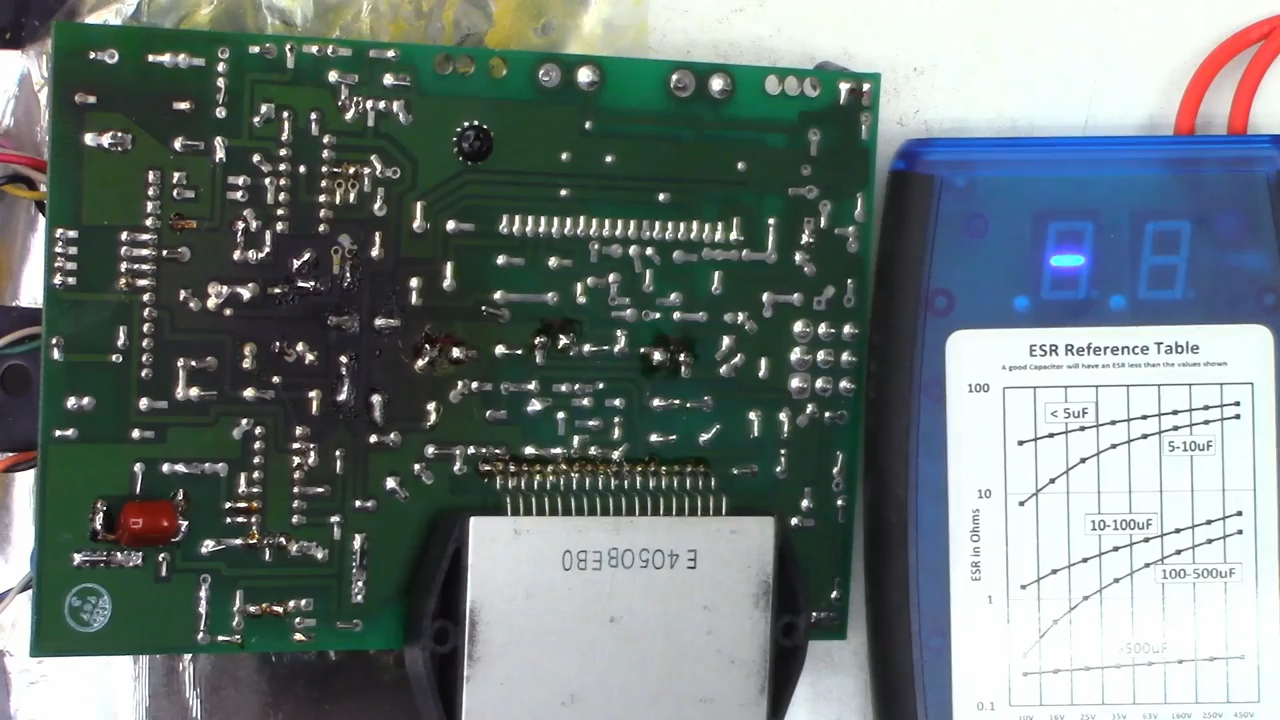 E4050BEB0
ESR Reference Table
A good Capacitor will have an ESR less than the values shown
100
< 5uF
5-10uF
10
10-100uF
100-500uF
ESR in Ohms
1
>500uF
0.1
10V 16V 25V 35V 63V 160V 250V 450V